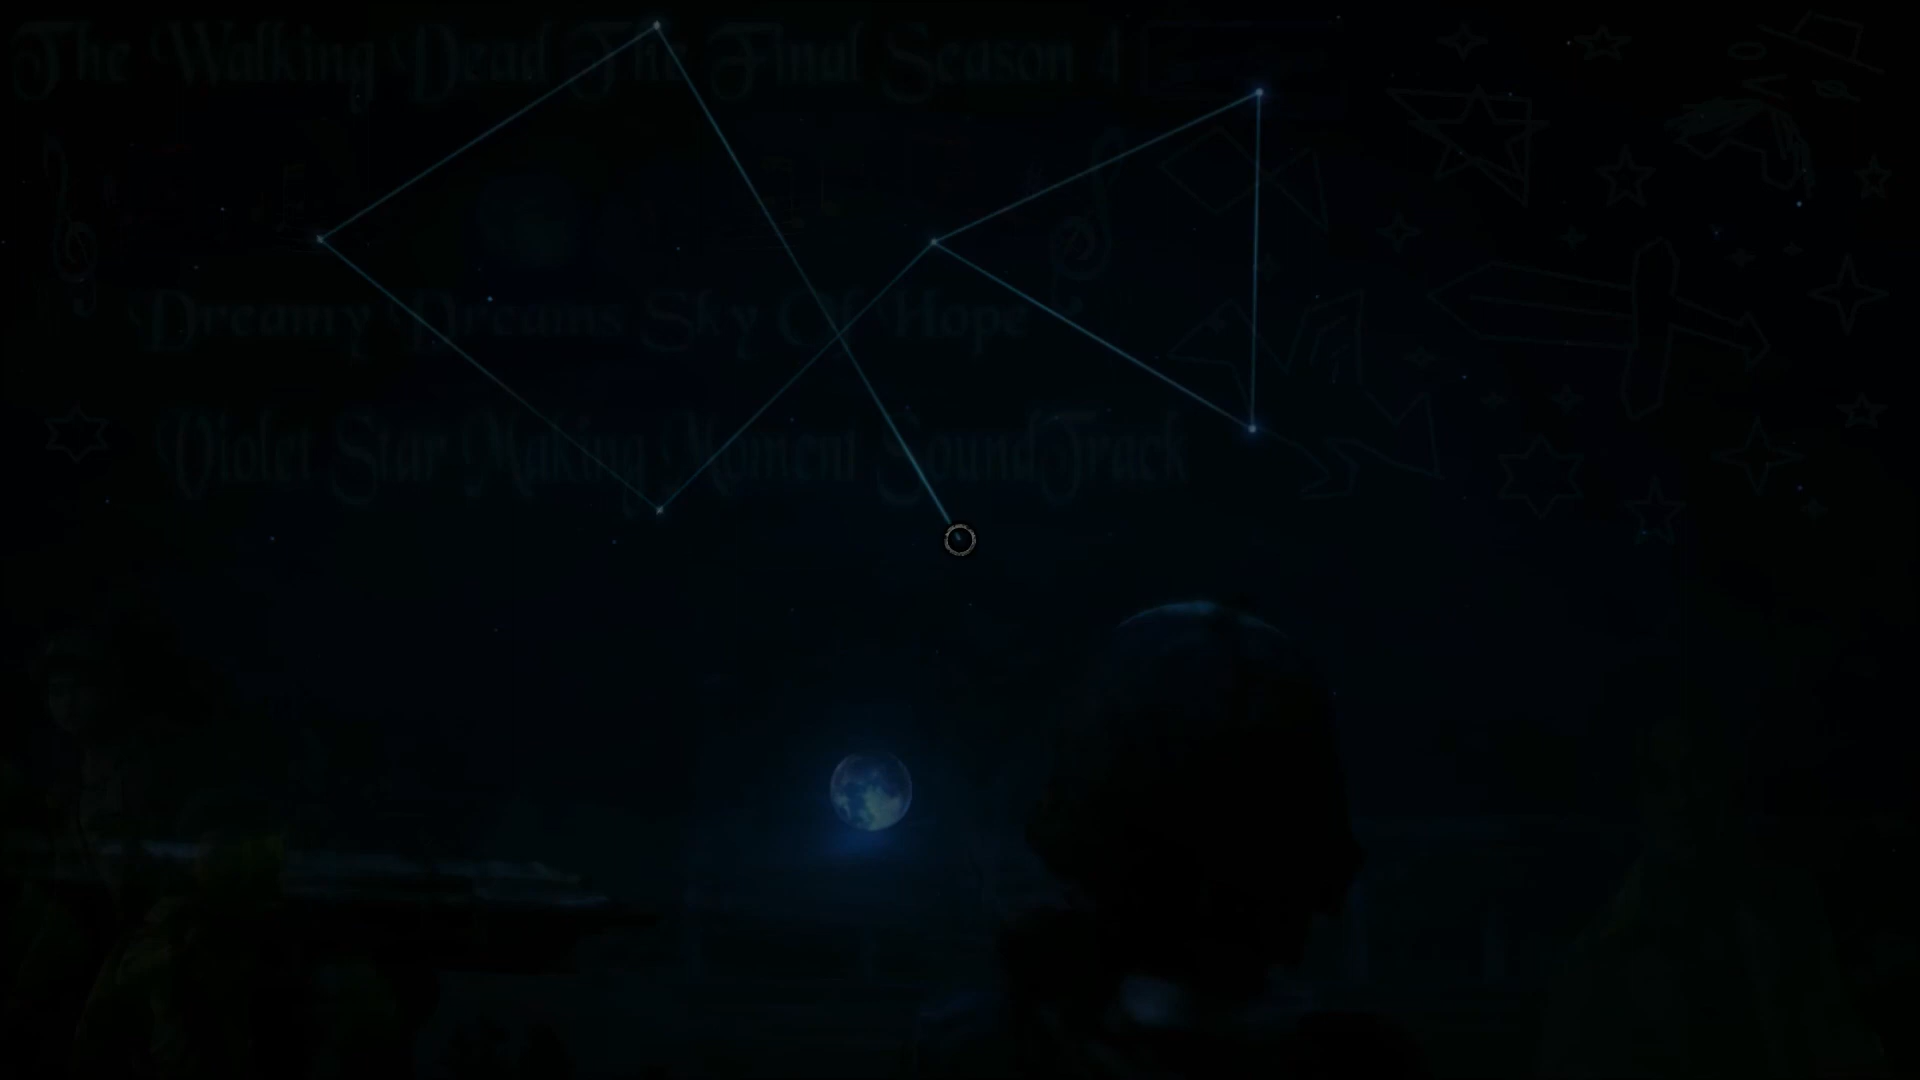 The Walking Dead The Final Season 4
Dreamy Dreams Sky Of Hope
Violet Star Making Moment SoundTrack